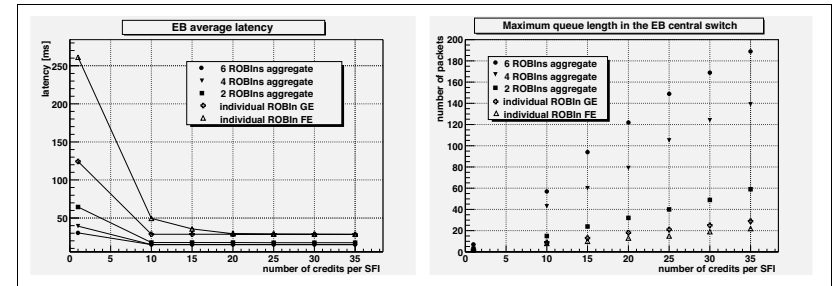 EB average latency
latency [ms]
250
200
150
100
50
6 ROBIns aggregate
4 ROBIns aggregate
2 ROBIns aggregate
individual ROBIn GE
individual ROBIn FE
0 5 10 15 20 25 30 35
number of credits per SFI
Maximum queue length in the EB central switch
number of packets
200
180
160
140
120
100
80
60
40
20
0
6 ROBIns aggregate
4 ROBIns aggregate
2 ROBIns aggregate
individual ROBIn GE
individual ROBIn FE
0 5 10 15 20 25 30 35
number of credits per SFI